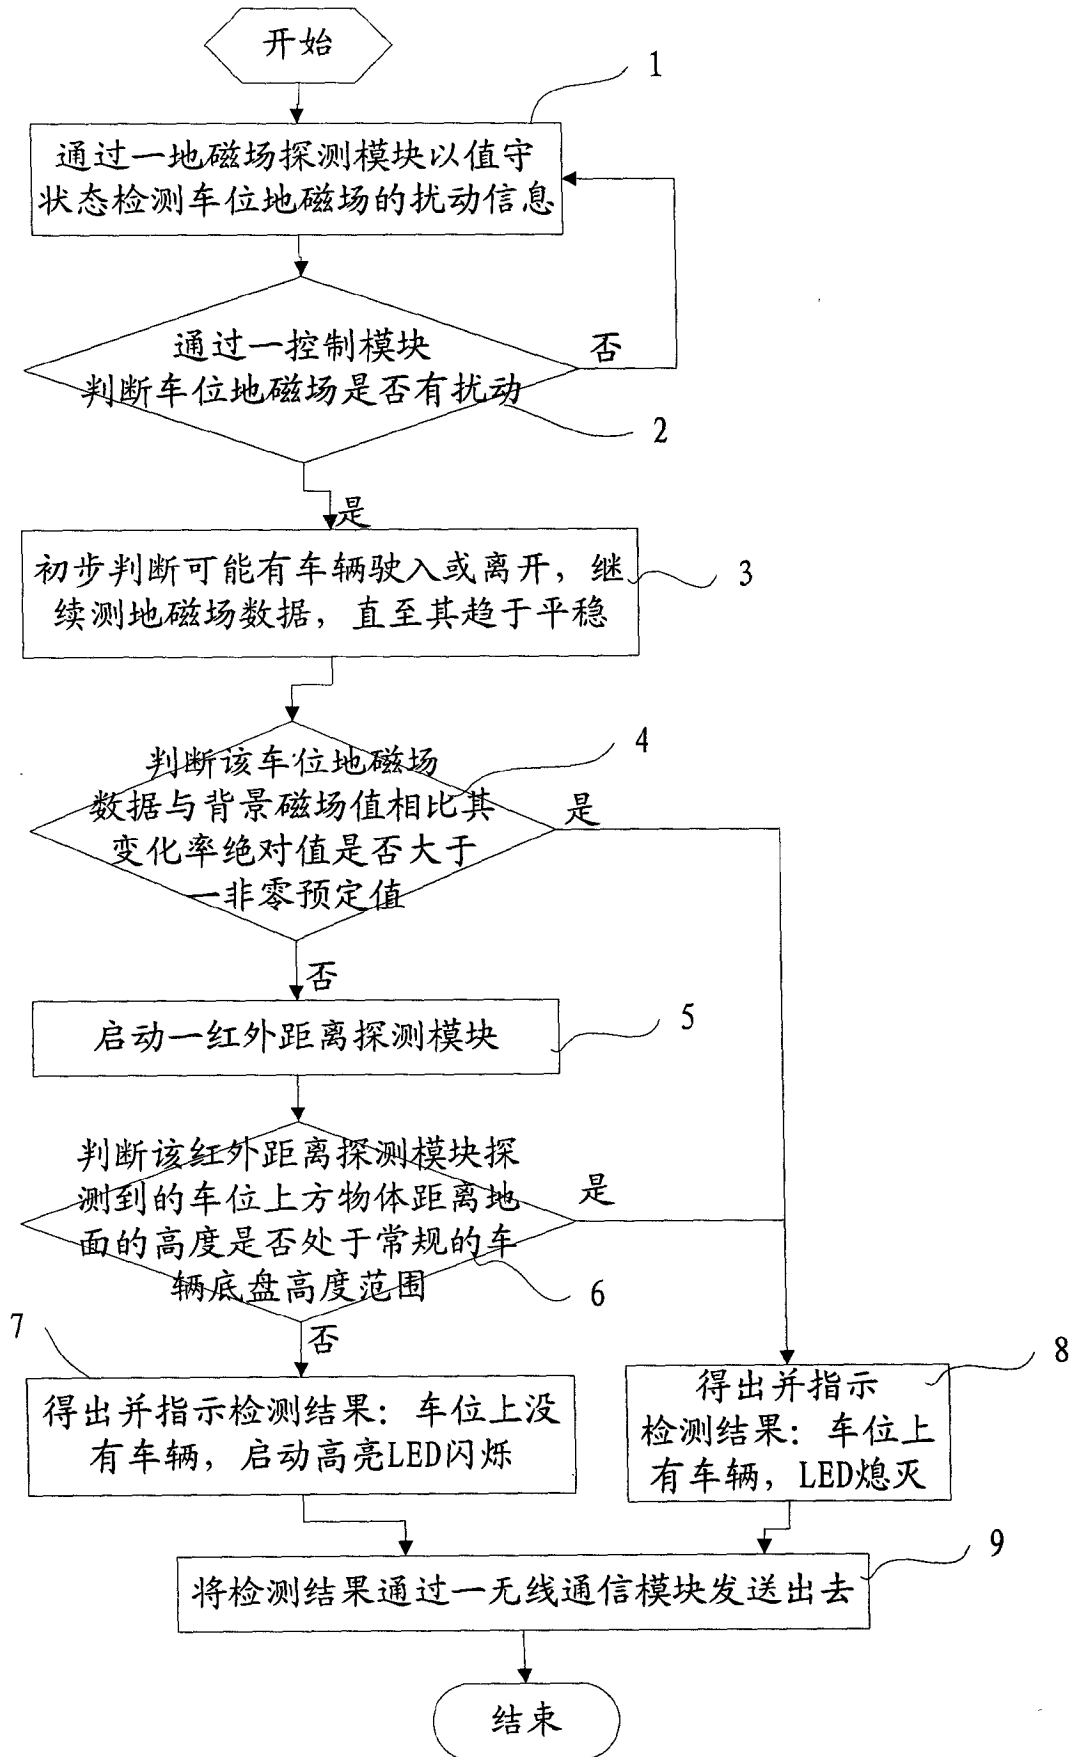 开始
1
通过一地磁场探测模块以值守
状态检测车位地磁场的扰动信息
通过一控制模块
判断车位地磁场是否有扰动
否
2
是
初步判断可能有车辆驶入或离开，继
续测地磁场数据，直至其趋于平稳
3
判断该车位地磁场
数据与背景磁场值相比其
变化率绝对值是否大于
一非零预定值
4
是
否
启动一红外距离探测模块
5
判断该红外距离探测模块探
测到的车位上方物体距离地
面的高度是否处于常规的车
辆底盘高度范围
是
6
否
7
得出并指示检测结果：车位上没
有车辆，启动高亮LED闪烁
8
得出并指示
检测结果：车位上
有车辆，LED熄灭
9
将检测结果通过一无线通信模块发送出去
结束